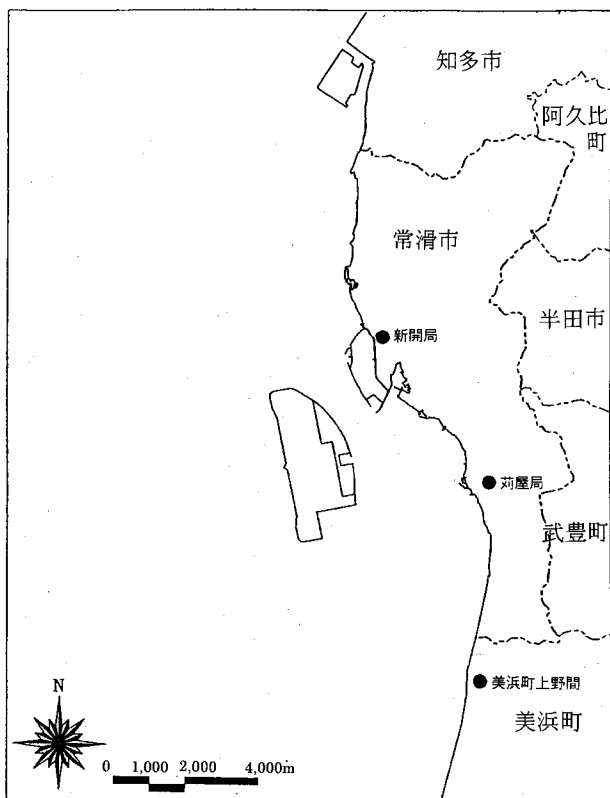 知多市
阿久比
町
常滑市
新開局
半田市
苅屋局
武豊町
美浜町上野間
美浜町
N
0 1,000 2,000 4,000m